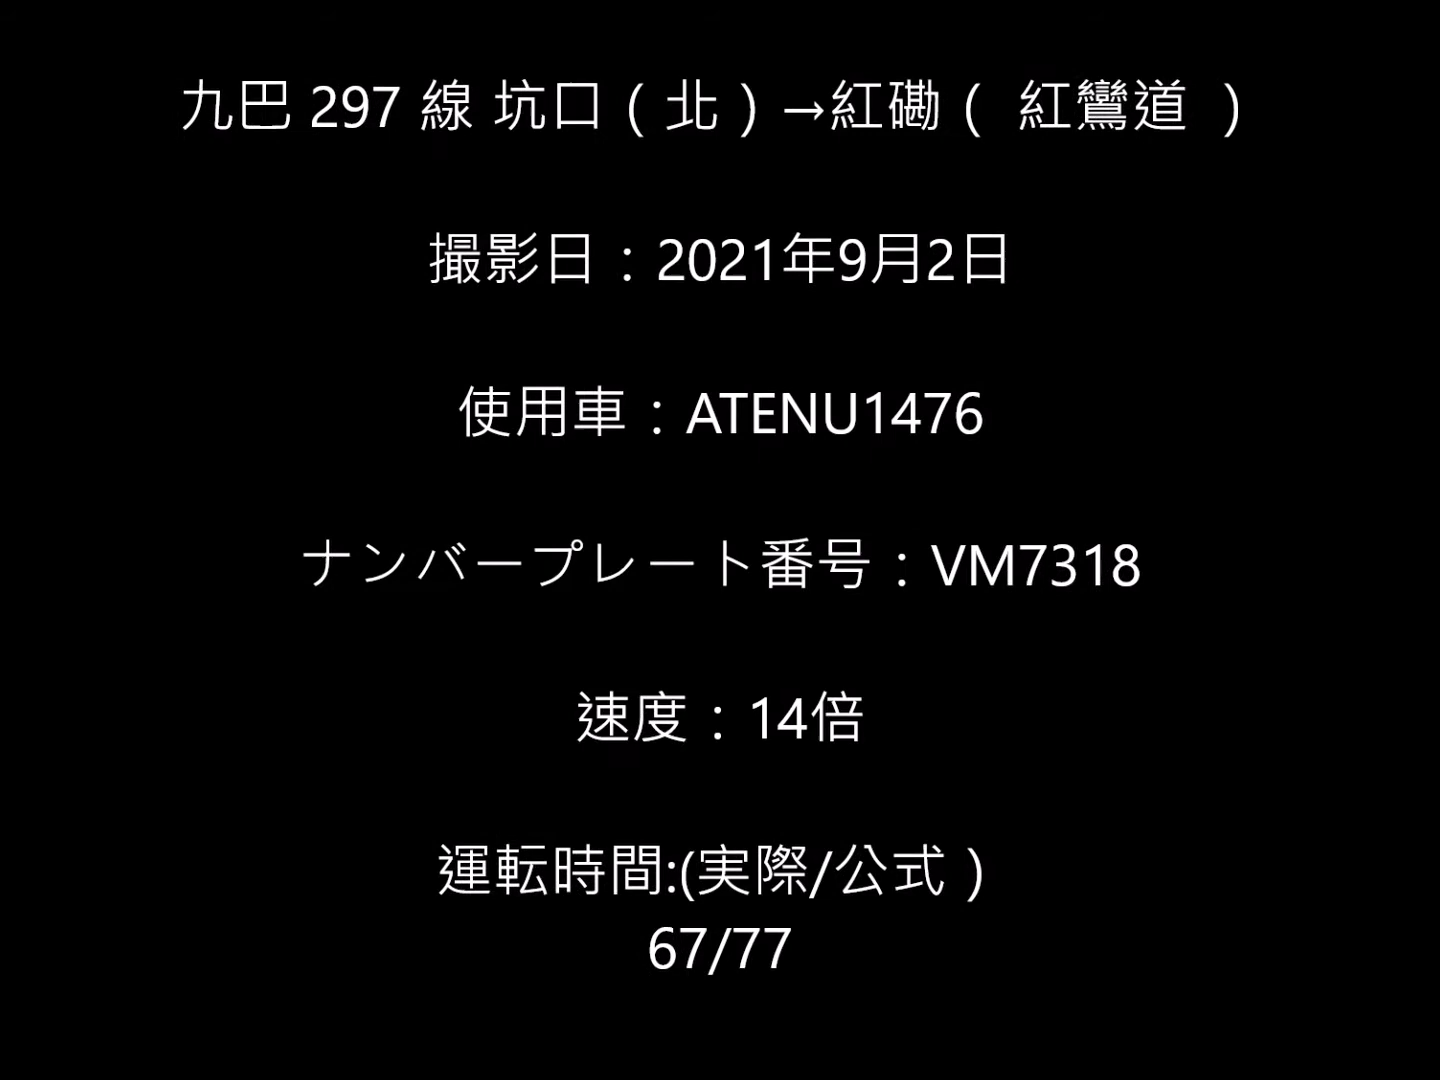 九巴 297 線 坑口（北）→紅磡（ 紅鸞道 ）
撮影日：2021年9月2日
使用車：ATENU1476
ナンバープレート番号：VM7318
速度：14倍
運転時間:(実際/公式）
67/77